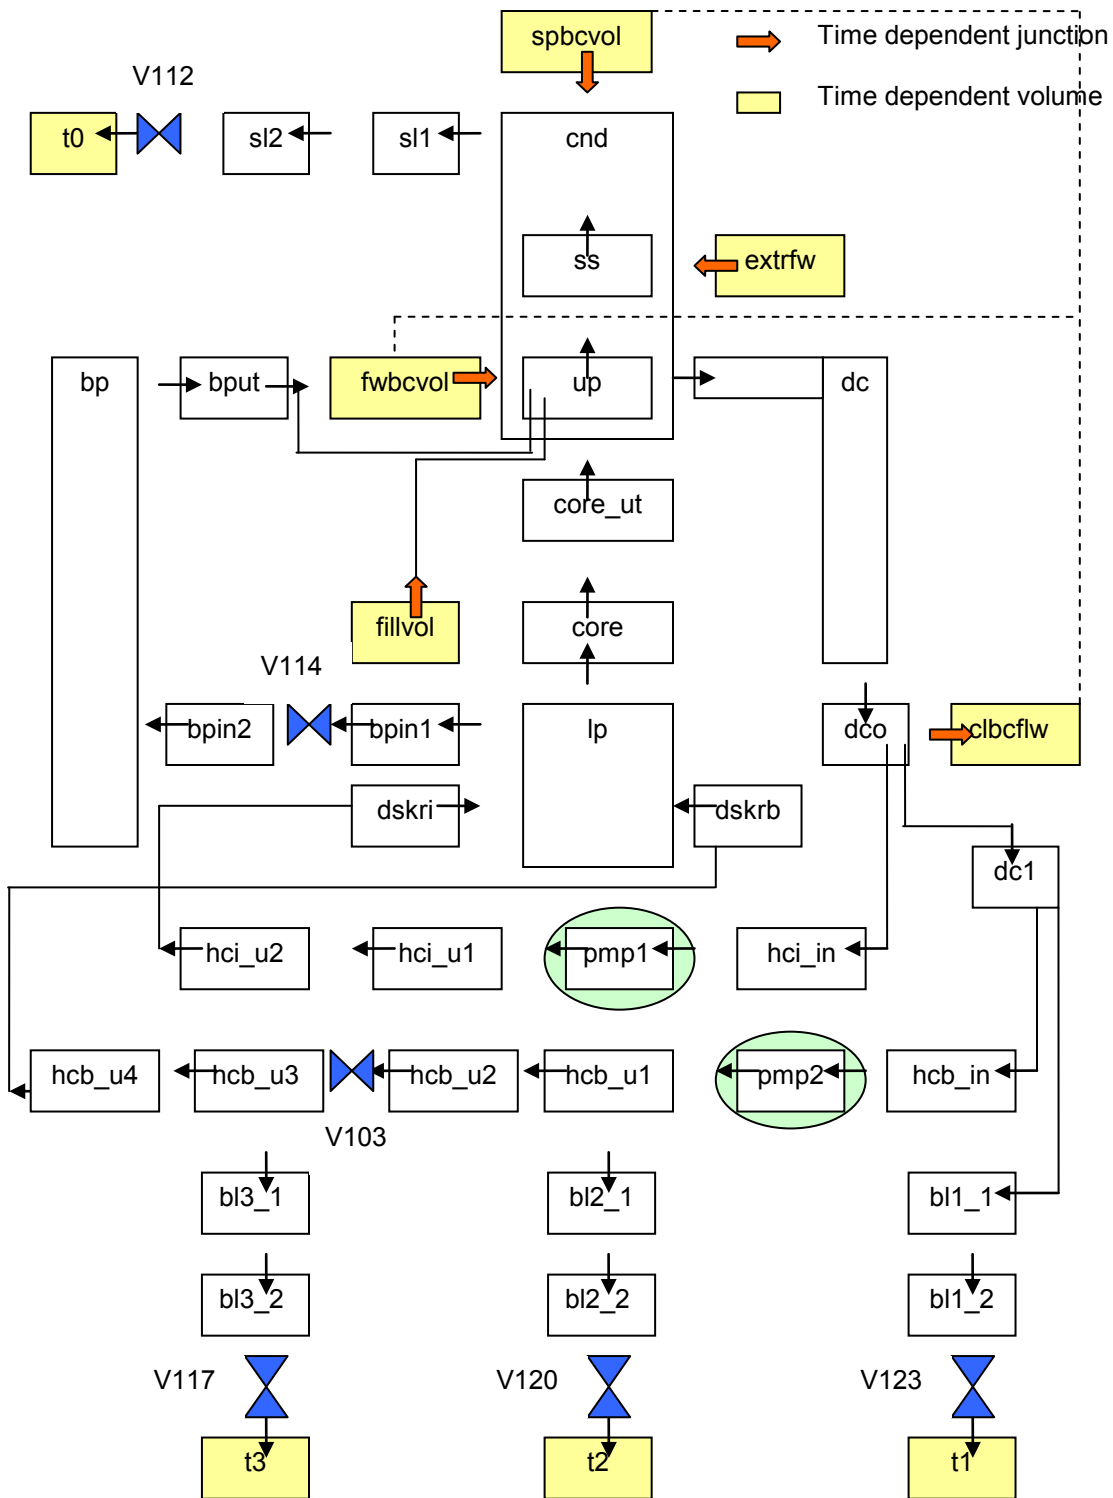 spbcvol
Time dependent junction
V112
Time dependent volume
t0
sl2
sl1
cnd
ss
extrfw
bp
bput
fwbcvol
up
dc
core_ut
fillvol
core
V114
bpin2
bpin1
lp
dco
clbcflw
dskri
dskrb
dc1
hci_u2
hci_u1
pmp1
hci_in
hcb_u4
hcb_u3
hcb_u2
hcb_u1
pmp2
hcb_in
V103
bl3_1
bl2_1
bl1_1
bl3_2
bl2_2
bl1_2
V117
V120
V123
t3
t2
t1